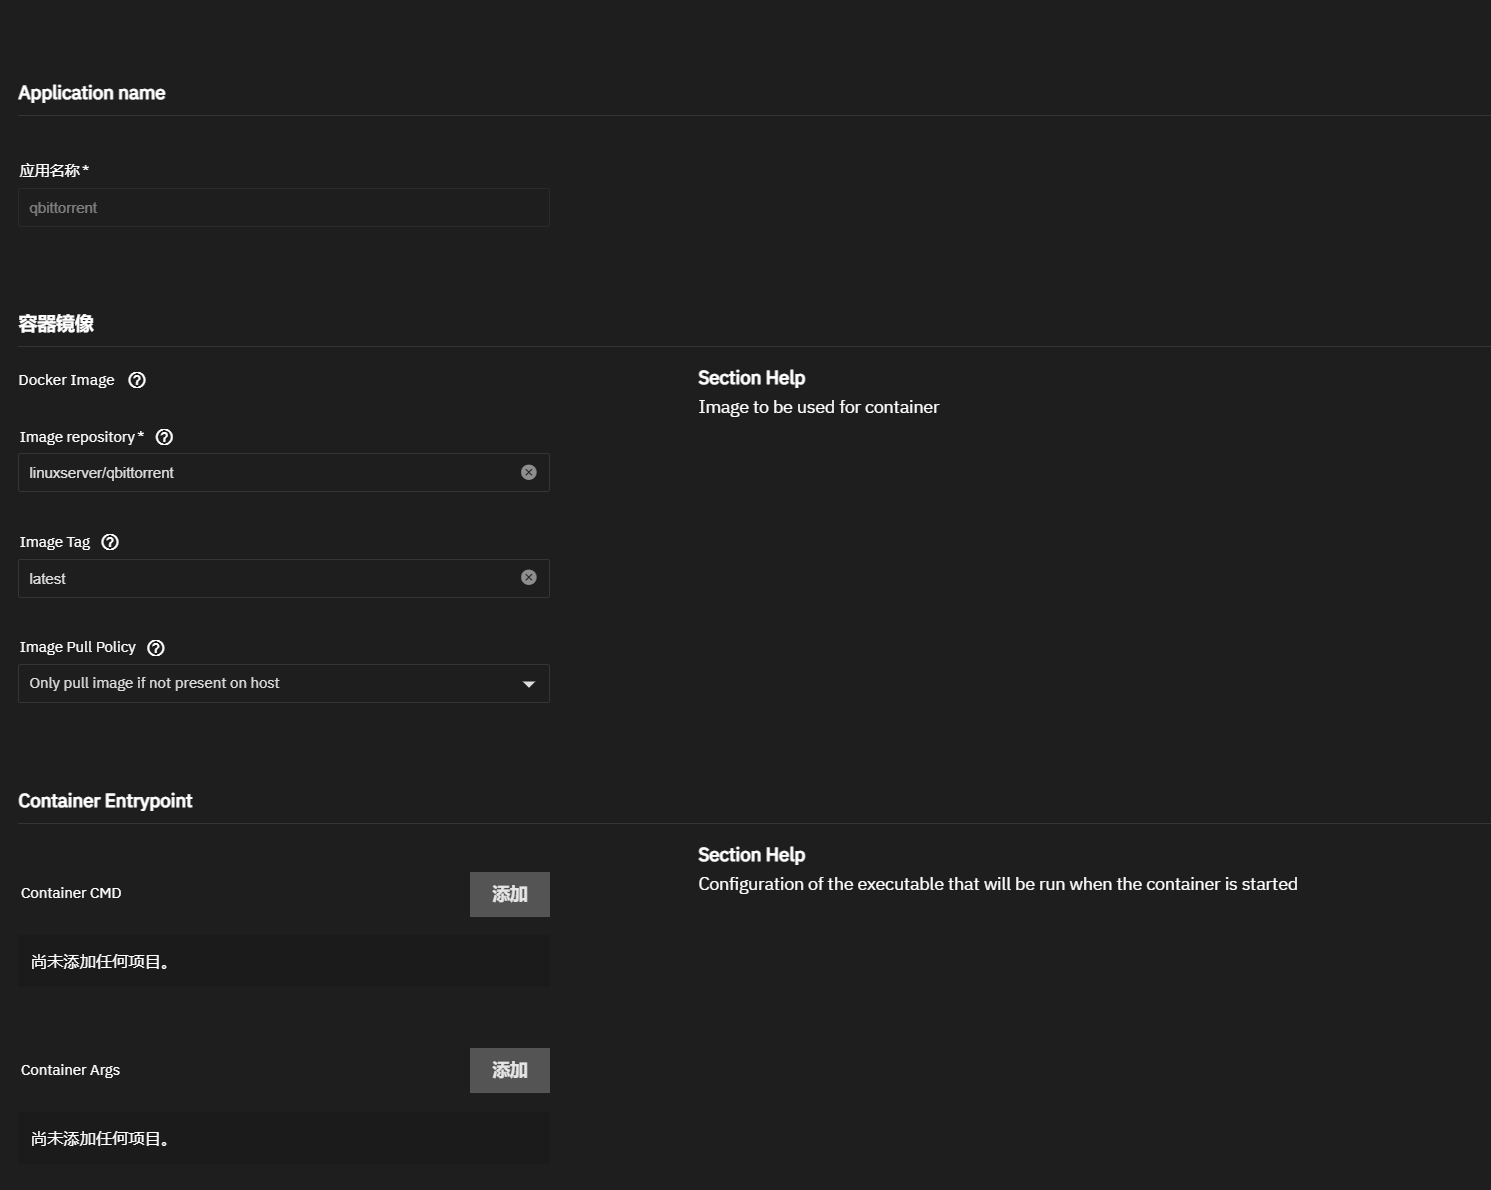 Application name
应用名称*
qbittorrent
容器镜像
Docker Image
Section Help
Image to be used for container
Image repository*
linuxserver/qbittorrent
Image Tag
latest
Image Pull Policy
Only pull image if not present on host
Container Entrypoint
Section Help
Configuration of the executable that will be run when the container is started
Container CMD
添加
尚未添加任何项目。
Container Args
添加
尚未添加任何项目。